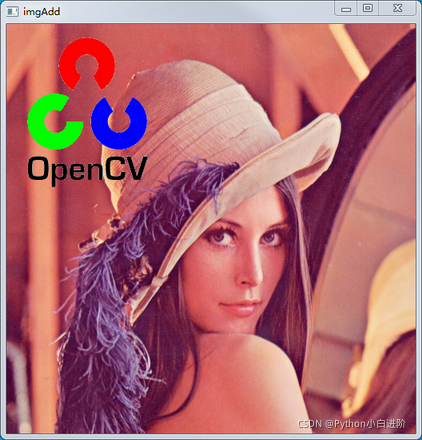 imgAdd
OpenCV
CSDN @Python小白进阶